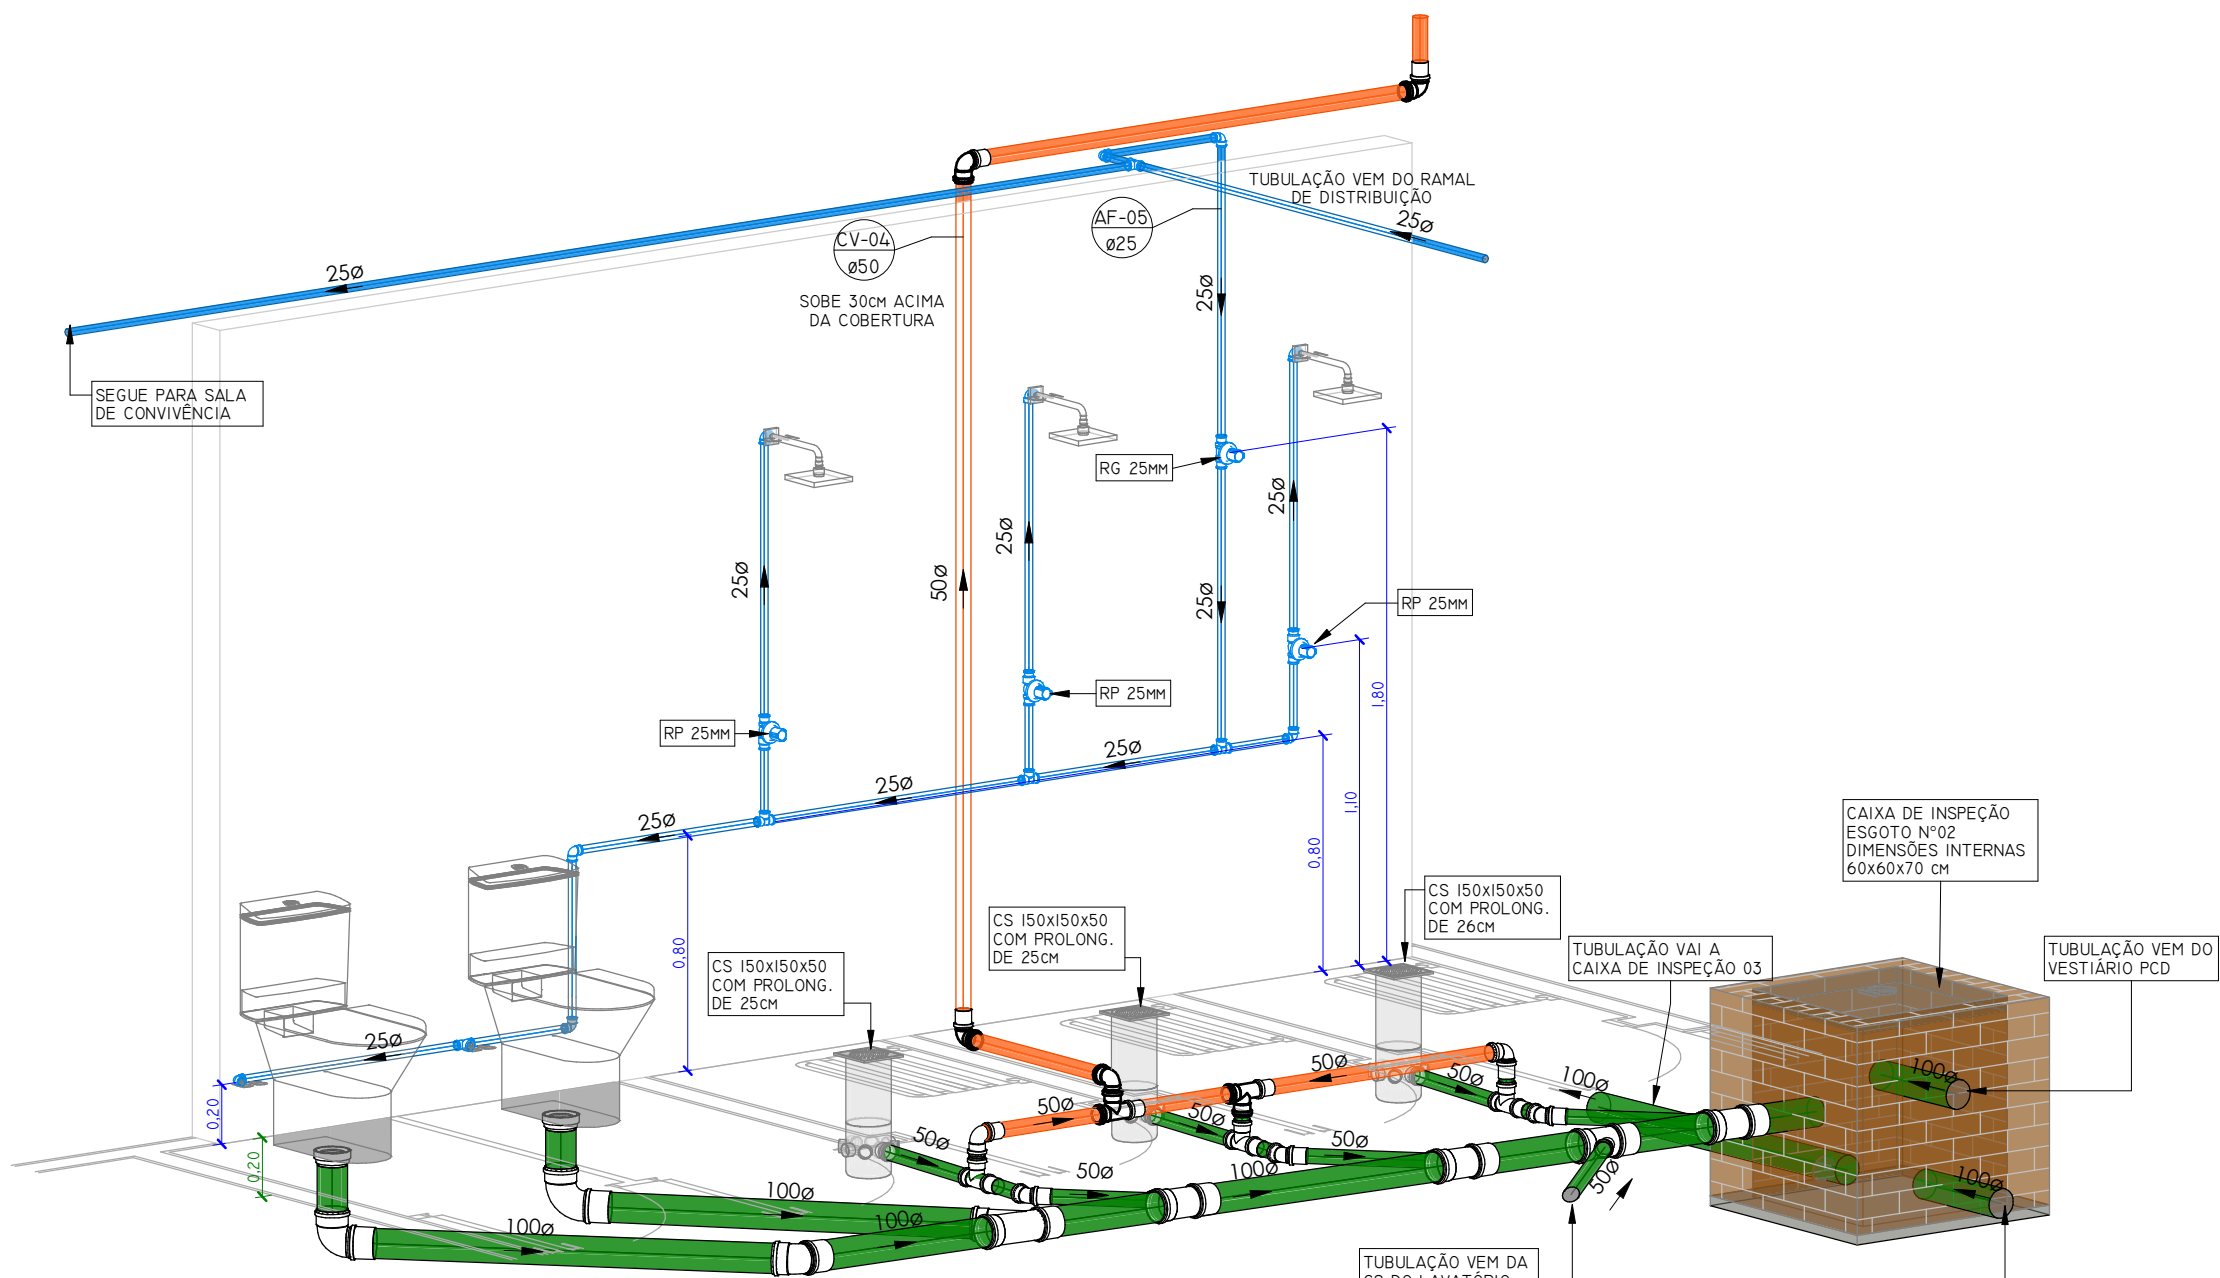 TUBULAÇÃO VEM DO RAMAL
DE DISTRIBUIÇÃO
25ø
AF-05
ø25
CV-04
ø50
SOBE 30CM ACIMA
DA COBERTURA
25ø
25ø
SEGUE PARA SALA
DE CONVIVÊNCIA
RG 25MM
25ø
25ø
25ø
50ø
25ø
RP 25MM
1,80
RP 25MM
RP 25MM
25ø
25ø
25ø
1,10
0,80
0,80
CAIXA DE INSPEÇÃO
ESGOTO N°02
DIMENSÕES INTERNAS
60X60X70 CM
CS 150X150X50
COM PROLONG.
DE 26CM
CS 150X150X50
COM PROLONG.
DE 25CM
CS 150X150X50
COM PROLONG.
DE 25CM
TUBULAÇÃO VAI A
CAIXA DE INSPEÇÃO 03
TUBULAÇÃO VEM DO
VESTIÁRIO PCD
25ø
50ø
50ø
100ø
100ø
50ø
50ø
50ø
50ø
50ø
100ø
50ø
100ø
0,20
0,20
100ø
100ø
100ø
TUBULAÇÃO VEM DA